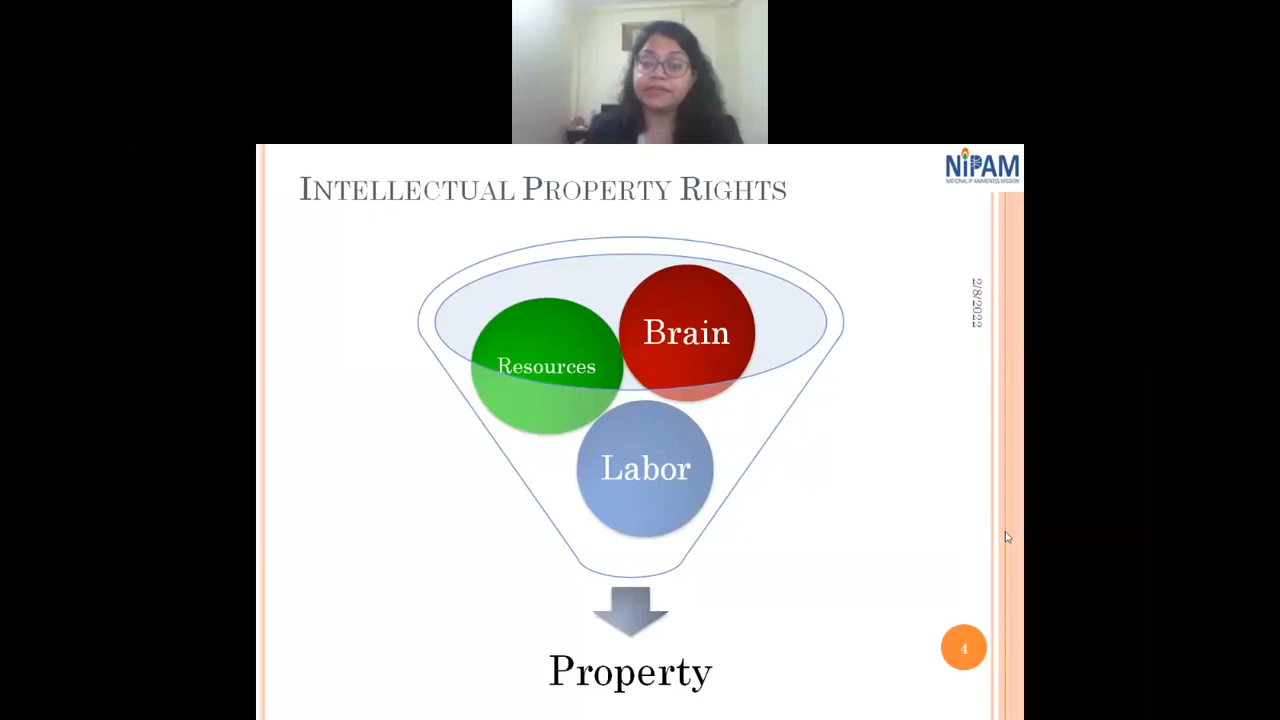 NiPAM
NATIONAL IP AWARENESS MISSION
INTELLECTUAL PROPERTY RIGHTS
2/8/2022
Brain
Resources
Labor
4
Property